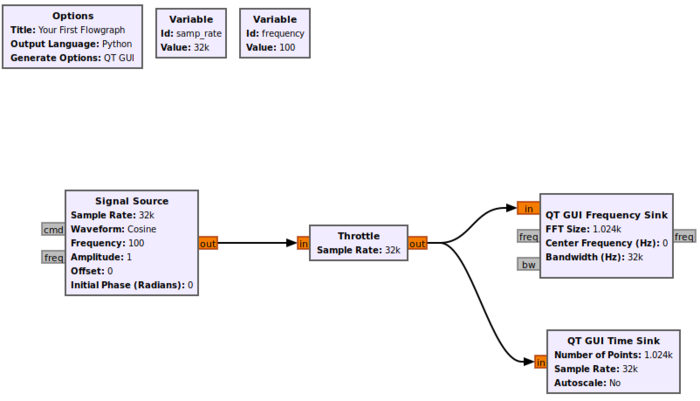 Options
Title: Your First Flowgraph
Output Language: Python
Generate Options: QT GUI
Variable
Id: samp_rate
Value: 32k
Variable
Id: frequency
Value: 100
Signal Source
Sample Rate: 32k
Waveform: Cosine
Frequency: 100
Amplitude: 1
Offset: 0
Initial Phase (Radians): 0
cmd
freq
out
in
Throttle
Sample Rate: 32k
out
in
freq
bw
QT GUI Frequency Sink
FFT Size: 1.024k
Center Frequency (Hz): 0
Bandwidth (Hz): 32k
freq
in
QT GUI Time Sink
Number of Points: 1.024k
Sample Rate: 32k
Autoscale: No